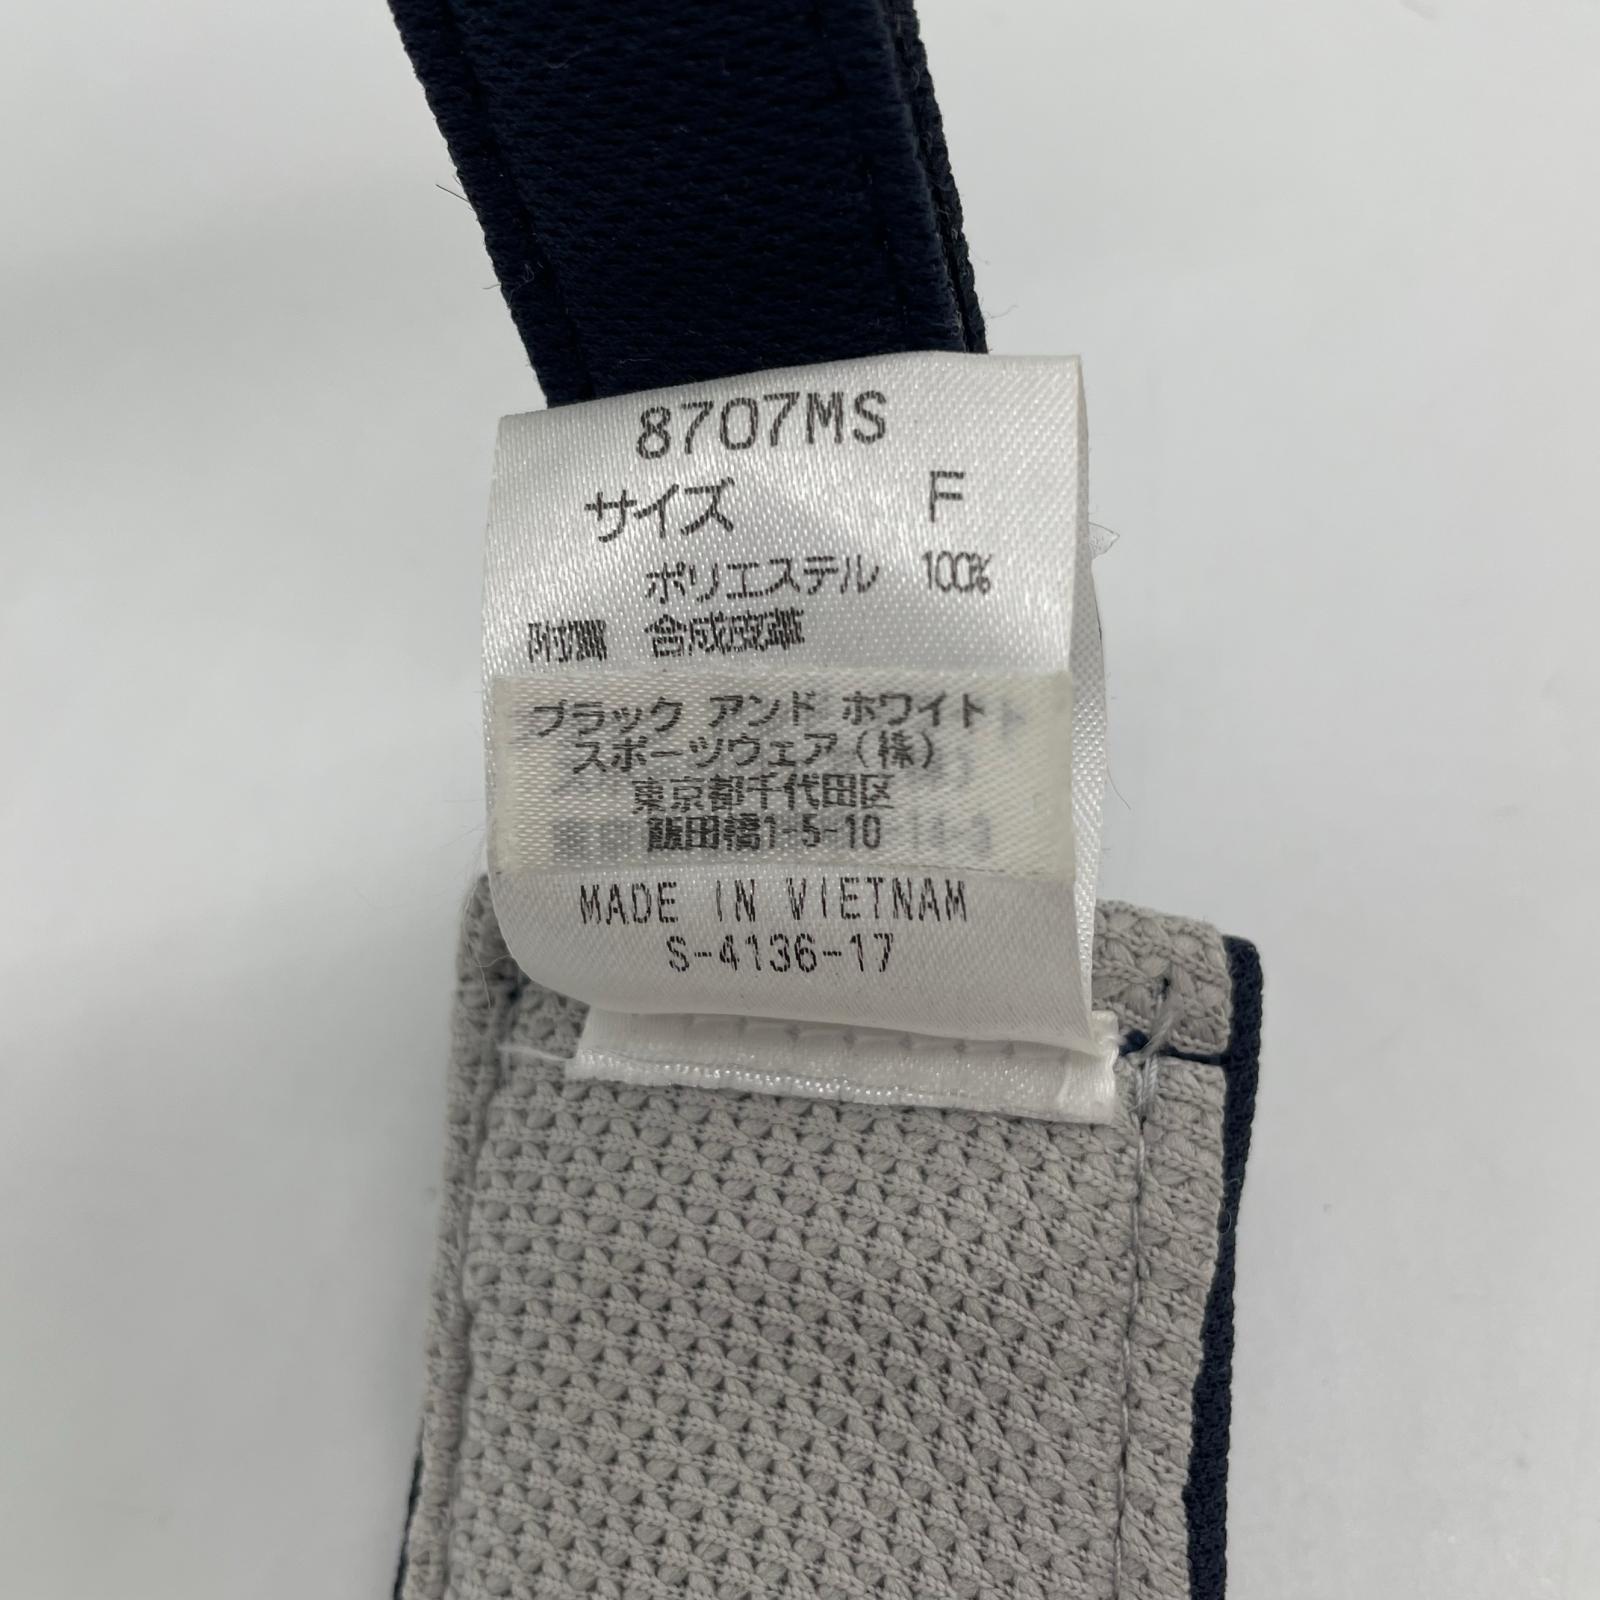 8707MS
サイズ F
ポリエステル 100%
附属 合成皮革
ブラック アンド ホワイト
スポーツウェア(株)
東京都千代田区
飯田橋1-5-10
MADE IN VIETNAM
S-4136-17